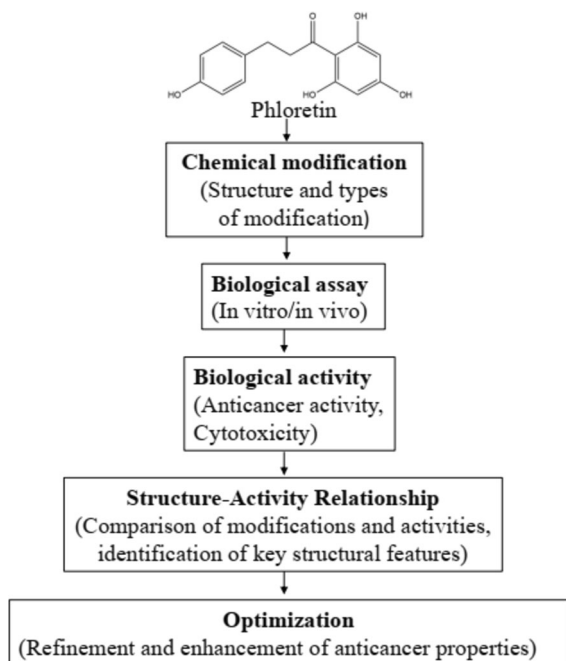 O
OH
HO
HO
OH
Phloretin
Chemical modification
(Structure and types
of modification)
Biological assay
(In vitro/in vivo)
Biological activity
(Anticancer activity,
Cytotoxicity)
Structure-Activity Relationship
(Comparison of modifications and activities,
identification of key structural features)
Optimization
(Refinement and enhancement of anticancer properties)